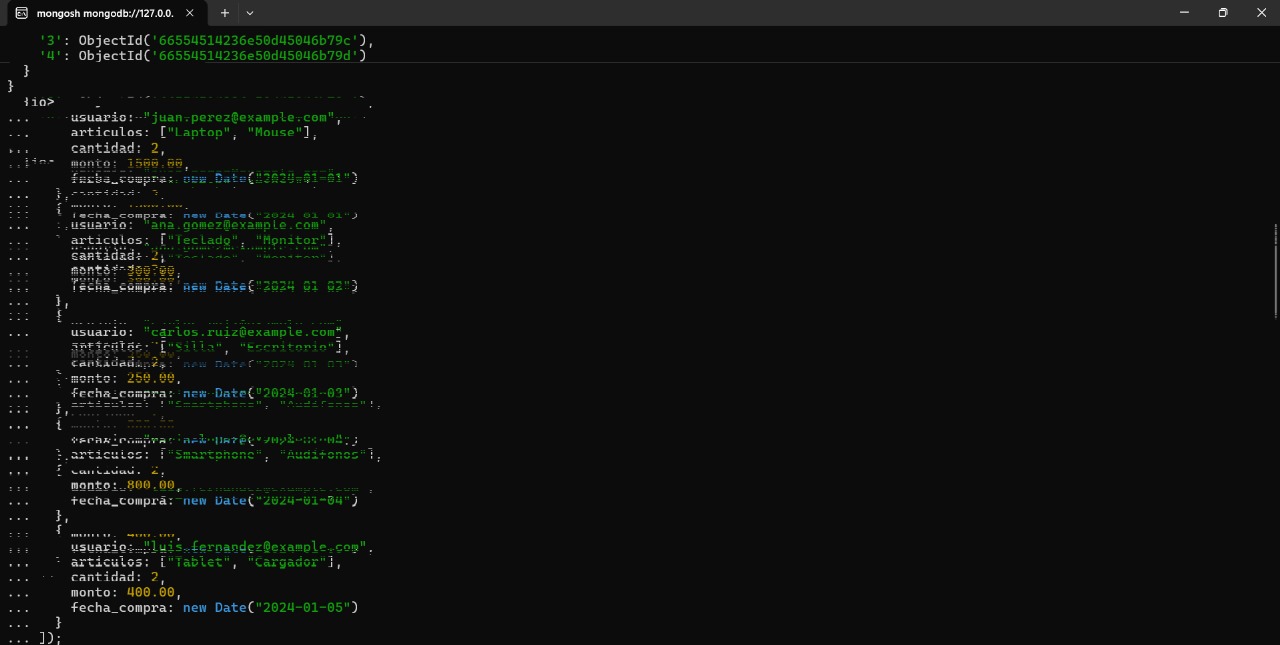 mongosh mongodb://127.0.0.
'3': ObjectId('66554514236e50d45046b79c'),
'4': ObjectId('66554514236e50d45046b79d')
}
}
...     usuario: "juan.perez@example.com",
...     articulos: ["Laptop", "Mouse"],
...     cantidad: 2,
monto: 1500.00,
...     fecha_compra: new Date("2024-01-01")
...   },
...   {
...     usuario: "ana.gomez@example.com",
...     articulos: ["Teclado", "Monitor"],
...     cantidad: 2,
...     monto: 300.00,
...     fecha_compra: new Date("2024-01-02")
...   },
...   {
...     usuario: "carlos.ruiz@example.com",
articulos: ["Silla", "Escritorio"],
...     cantidad: 2,
...     monto: 250.00,
...     fecha_compra: new Date("2024-01-03")
...   },
...   {
...     articulos: ["Smartphone", "Audifonos"],
...     cantidad: 2,
...     monto: 800.00,
...     fecha_compra: new Date("2024-01-04")
...   },
...   {
...     usuario: "luis.fernandez@example.com",
...     articulos: ["Tablet", "Cargador"],
...     cantidad: 2,
...     monto: 400.00,
...     fecha_compra: new Date("2024-01-05")
...   }
... ]);